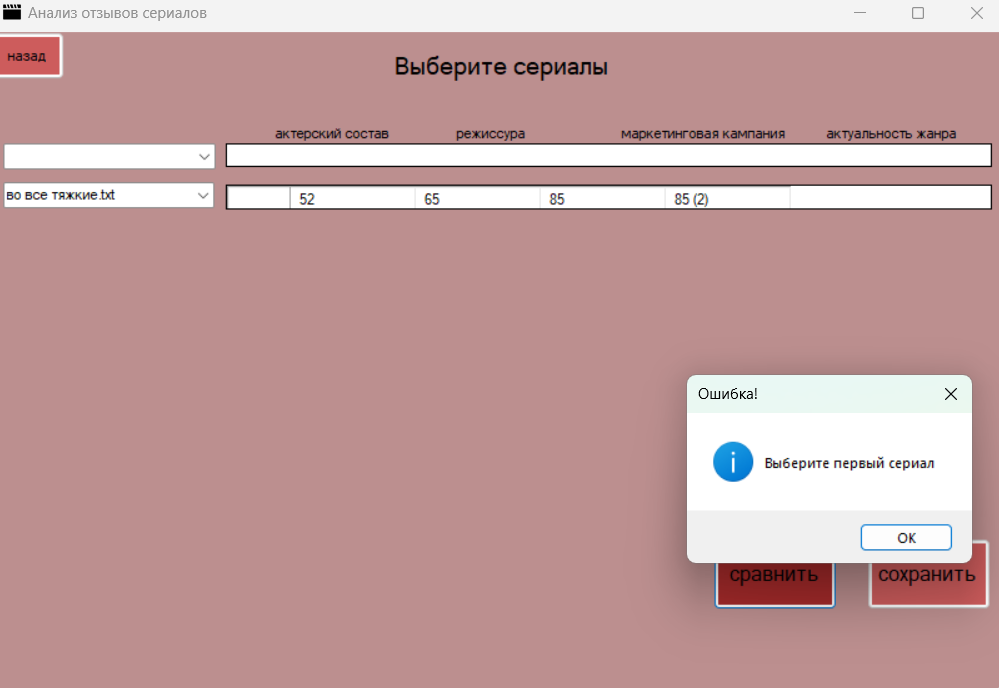 Анализ отзывов сериалов
назад
Выберите сериалы
актерский состав режиссура маркетинговая кампания актуальность жанра
во все тяжкие.txt 52 65 85 85 (2)
Ошибка!
Выберите первый сериал
ОК
сравнить сохранить